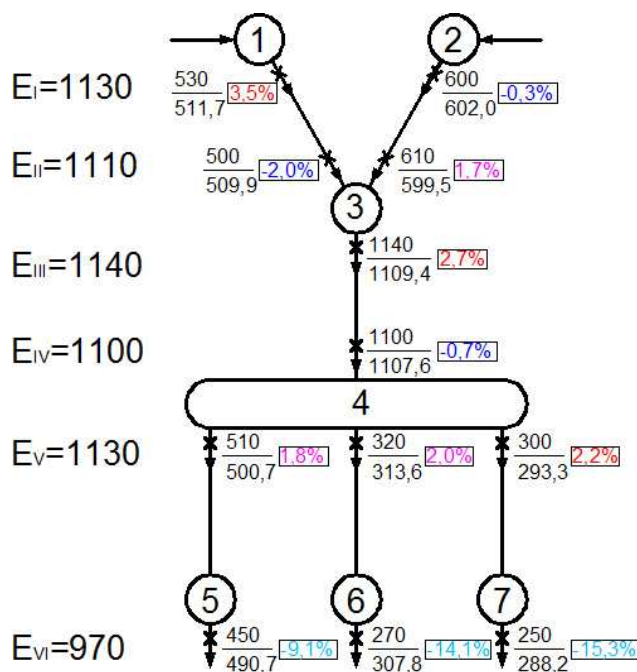 1 2
E_I=1130 530 3,5% 600 -0,3%
511,7 602,0
E_II=1110 500 -2,0% 610 1,7%
509,9 599,5
3
E_III=1140 1140 2,7%
1109,4
E_IV=1100 1100 -0,7%
1107,6
4
E_V=1130 510 1,8% 320 2,0% 300 2,2%
500,7 313,6 293,3
5 6 7
E_VI=970 450 -9,1% 270 -14,1% 250 -15,3%
490,7 307,8 288,2